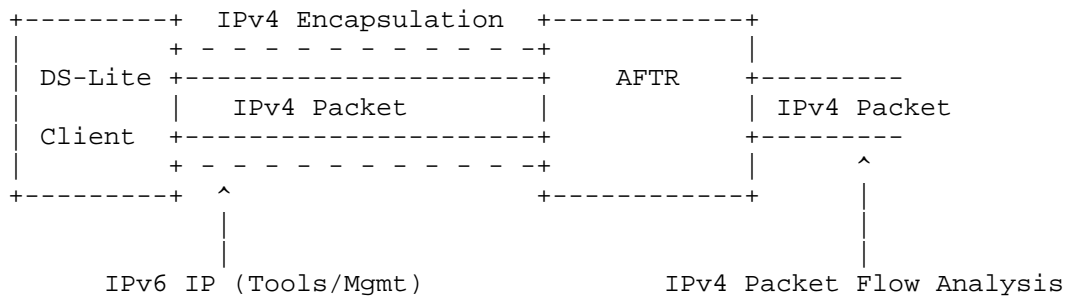 IPv4 Encapsulation
DS-Lite AFTR
IPv4 Packet IPv4 Packet
Client
IPv6 IP (Tools/Mgmt) IPv4 Packet Flow Analysis